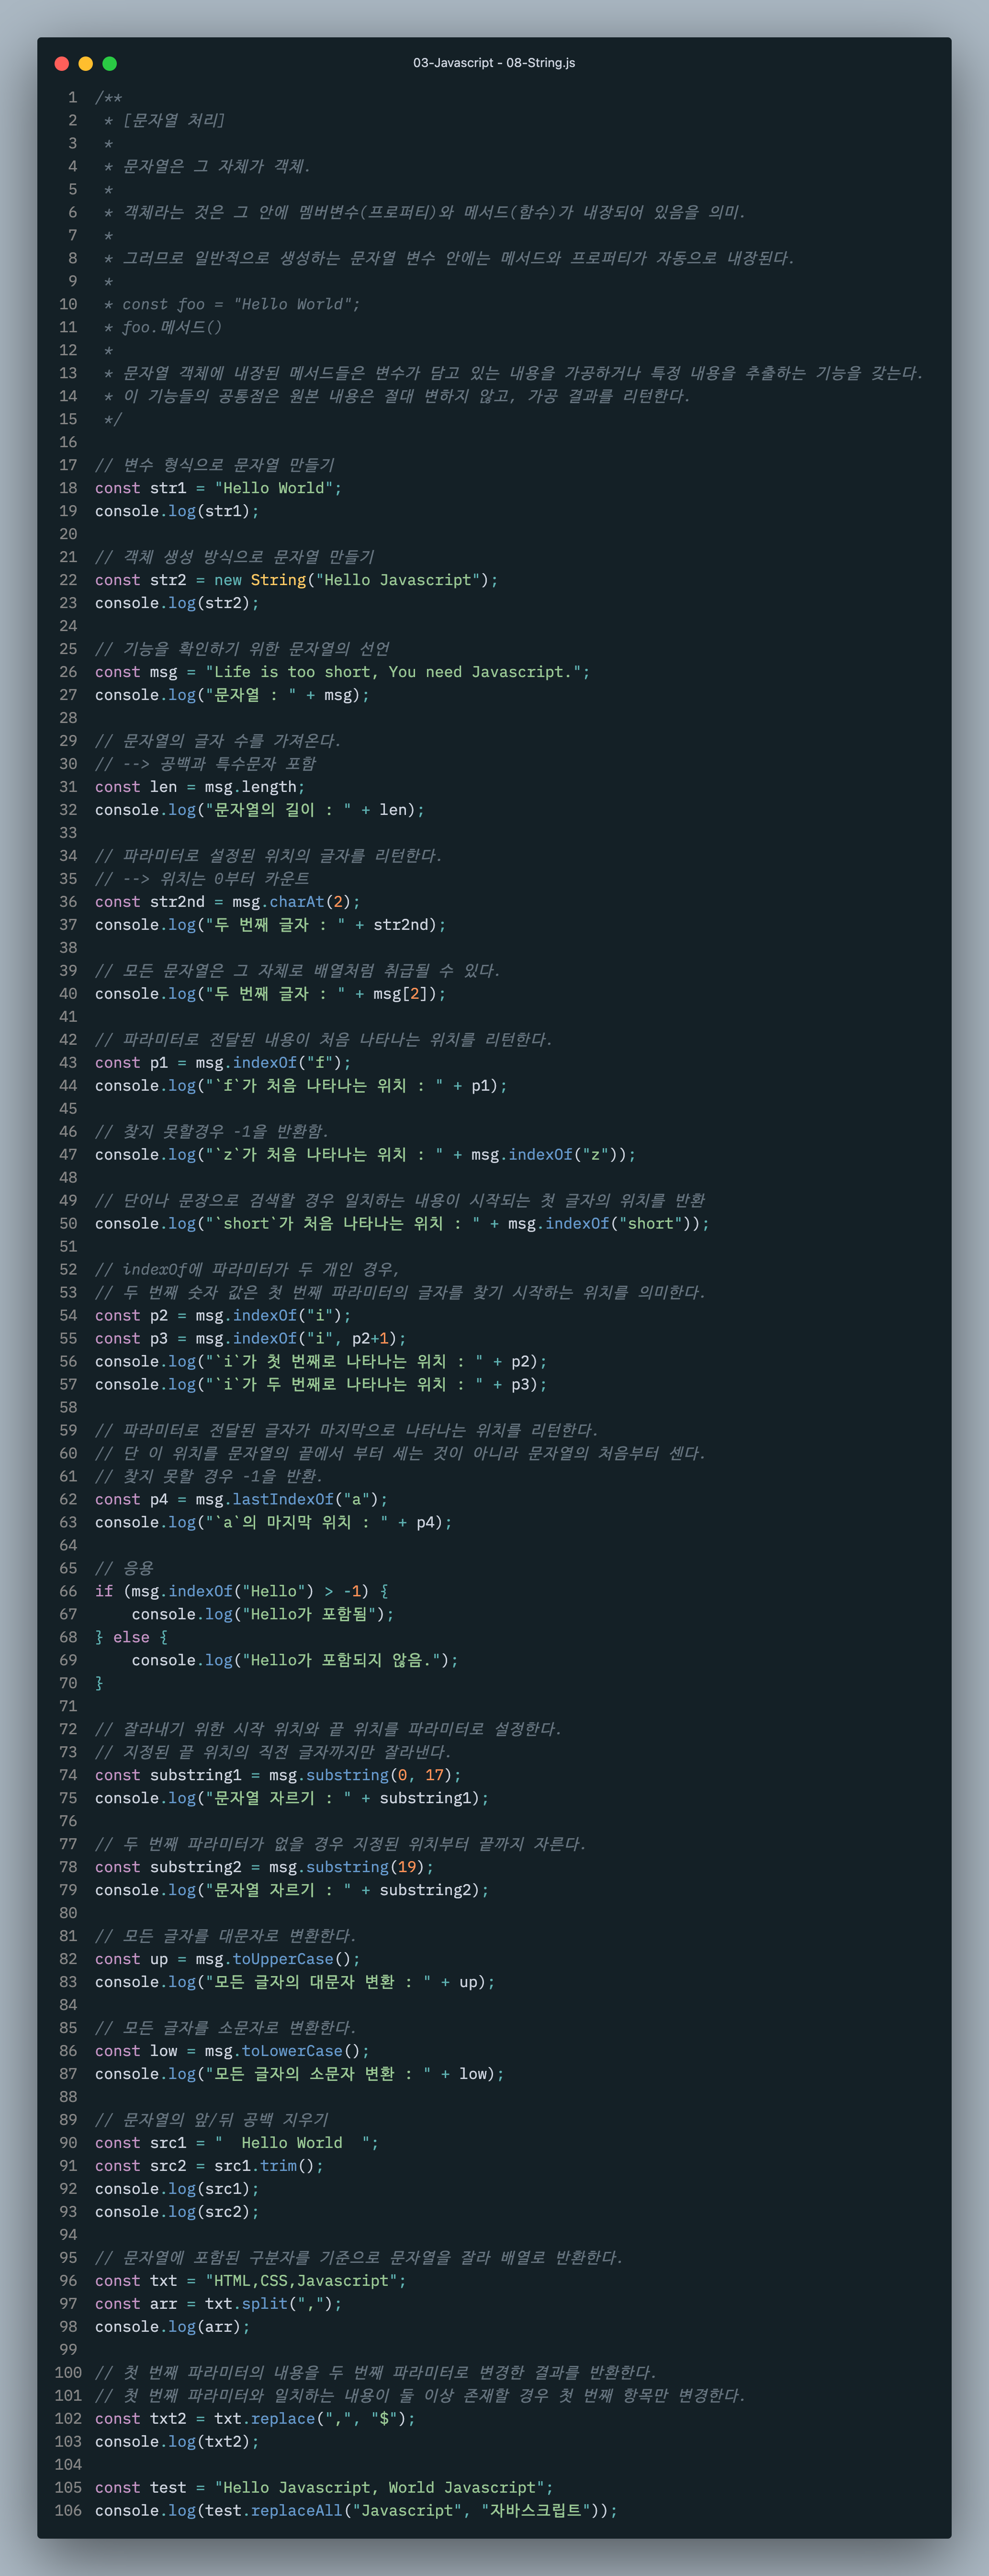 03-Javascript - 08-String.js
1 /**
2  * [문자열 처리]
3  *
4  * 문자열은 그 자체가 객체.
5  *
6  * 객체라는 것은 그 안에 멤버변수(프로퍼티)와 메서드(함수)가 내장되어 있음을 의미.
7  *
8  * 그러므로 일반적으로 생성하는 문자열 변수 안에는 메서드와 프로퍼티가 자동으로 내장된다.
9  *
10  * const foo = "Hello World";
11  * foo.메서드()
12  *
13  * 문자열 객체에 내장된 메서드들은 변수가 담고 있는 내용을 가공하거나 특정 내용을 추출하는 기능을 갖는다.
14  * 이 기능들의 공통점은 원본 내용은 절대 변하지 않고, 가공 결과를 리턴한다.
15  */
16
17 // 변수 형식으로 문자열 만들기
18 const str1 = "Hello World";
19 console.log(str1);
20
21 // 객체 생성 방식으로 문자열 만들기
22 const str2 = new String("Hello Javascript");
23 console.log(str2);
24
25 // 기능을 확인하기 위한 문자열의 선언
26 const msg = "Life is too short, You need Javascript.";
27 console.log("문자열 : " + msg);
28
29 // 문자열의 글자 수를 가져온다.
30 // --> 공백과 특수문자 포함
31 const len = msg.length;
32 console.log("문자열의 길이 : " + len);
33
34 // 파라미터로 설정된 위치의 글자를 리턴한다.
35 // --> 위치는 0부터 카운트
36 const str2nd = msg.charAt(2);
37 console.log("두 번째 글자 : " + str2nd);
38
39 // 모든 문자열은 그 자체로 배열처럼 취급될 수 있다.
40 console.log("두 번째 글자 : " + msg[2]);
41
42 // 파라미터로 전달된 내용이 처음 나타나는 위치를 리턴한다.
43 const p1 = msg.indexOf("f");
44 console.log("`f`가 처음 나타나는 위치 : " + p1);
45
46 // 찾지 못할경우 -1을 반환함.
47 console.log("`z`가 처음 나타나는 위치 : " + msg.indexOf("z"));
48
49 // 단어나 문장으로 검색할 경우 일치하는 내용이 시작되는 첫 글자의 위치를 반환
50 console.log("`short`가 처음 나타나는 위치 : " + msg.indexOf("short"));
51
52 // indexOf에 파라미터가 두 개인 경우,
53 // 두 번째 숫자 값은 첫 번째 파라미터의 글자를 찾기 시작하는 위치를 의미한다.
54 const p2 = msg.indexOf("i");
55 const p3 = msg.indexOf("i", p2+1);
56 console.log("`i`가 첫 번째로 나타나는 위치 : " + p2);
57 console.log("`i`가 두 번째로 나타나는 위치 : " + p3);
58
59 // 파라미터로 전달된 글자가 마지막으로 나타나는 위치를 리턴한다.
60 // 단 이 위치를 문자열의 끝에서 부터 세는 것이 아니라 문자열의 처음부터 센다.
61 // 찾지 못할 경우 -1을 반환.
62 const p4 = msg.lastIndexOf("a");
63 console.log("`a`의 마지막 위치 : " + p4);
64
65 // 응용
66 if (msg.indexOf("Hello") > -1) {
67     console.log("Hello가 포함됨");
68 } else {
69     console.log("Hello가 포함되지 않음.");
70 }
71
72 // 잘라내기 위한 시작 위치와 끝 위치를 파라미터로 설정한다.
73 // 지정된 끝 위치의 직전 글자까지만 잘라낸다.
74 const substring1 = msg.substring(0, 17);
75 console.log("문자열 자르기 : " + substring1);
76
77 // 두 번째 파라미터가 없을 경우 지정된 위치부터 끝까지 자른다.
78 const substring2 = msg.substring(19);
79 console.log("문자열 자르기 : " + substring2);
80
81 // 모든 글자를 대문자로 변환한다.
82 const up = msg.toUpperCase();
83 console.log("모든 글자의 대문자 변환 : " + up);
84
85 // 모든 글자를 소문자로 변환한다.
86 const low = msg.toLowerCase();
87 console.log("모든 글자의 소문자 변환 : " + low);
88
89 // 문자열의 앞/뒤 공백 지우기
90 const src1 = "  Hello World  ";
91 const src2 = src1.trim();
92 console.log(src1);
93 console.log(src2);
94
95 // 문자열에 포함된 구분자를 기준으로 문자열을 잘라 배열로 반환한다.
96 const txt = "HTML,CSS,Javascript";
97 const arr = txt.split(",");
98 console.log(arr);
99
100 // 첫 번째 파라미터의 내용을 두 번째 파라미터로 변경한 결과를 반환한다.
101 // 첫 번째 파라미터와 일치하는 내용이 둘 이상 존재할 경우 첫 번째 항목만 변경한다.
102 const txt2 = txt.replace(",", "$");
103 console.log(txt2);
104
105 const test = "Hello Javascript, World Javascript";
106 console.log(test.replaceAll("Javascript", "자바스크립트"));